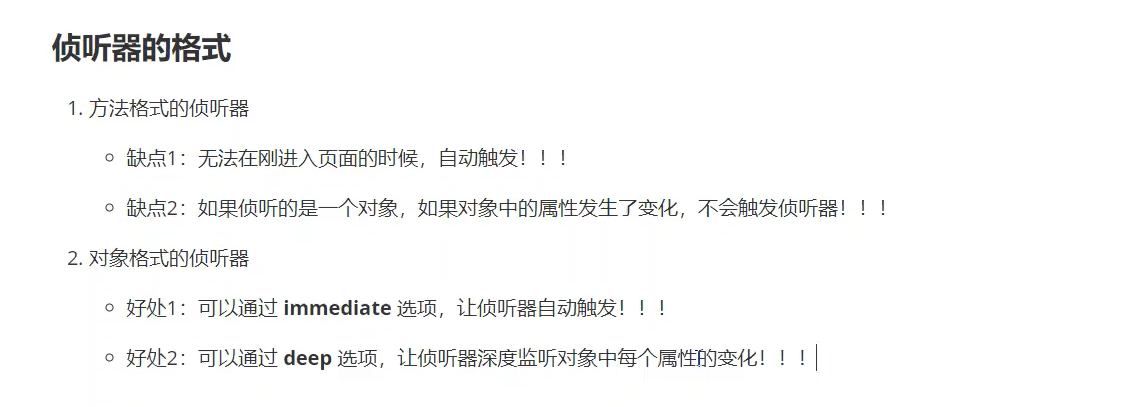 侦听器的格式
1. 方法格式的侦听器
缺点1：无法在刚进入页面的时候，自动触发！！！
缺点2：如果侦听的是一个对象，如果对象中的属性发生了变化，不会触发侦听器！！！
2. 对象格式的侦听器
好处1：可以通过 immediate 选项，让侦听器自动触发！！！
好处2：可以通过 deep 选项，让侦听器深度监听对象中每个属性的变化！！！